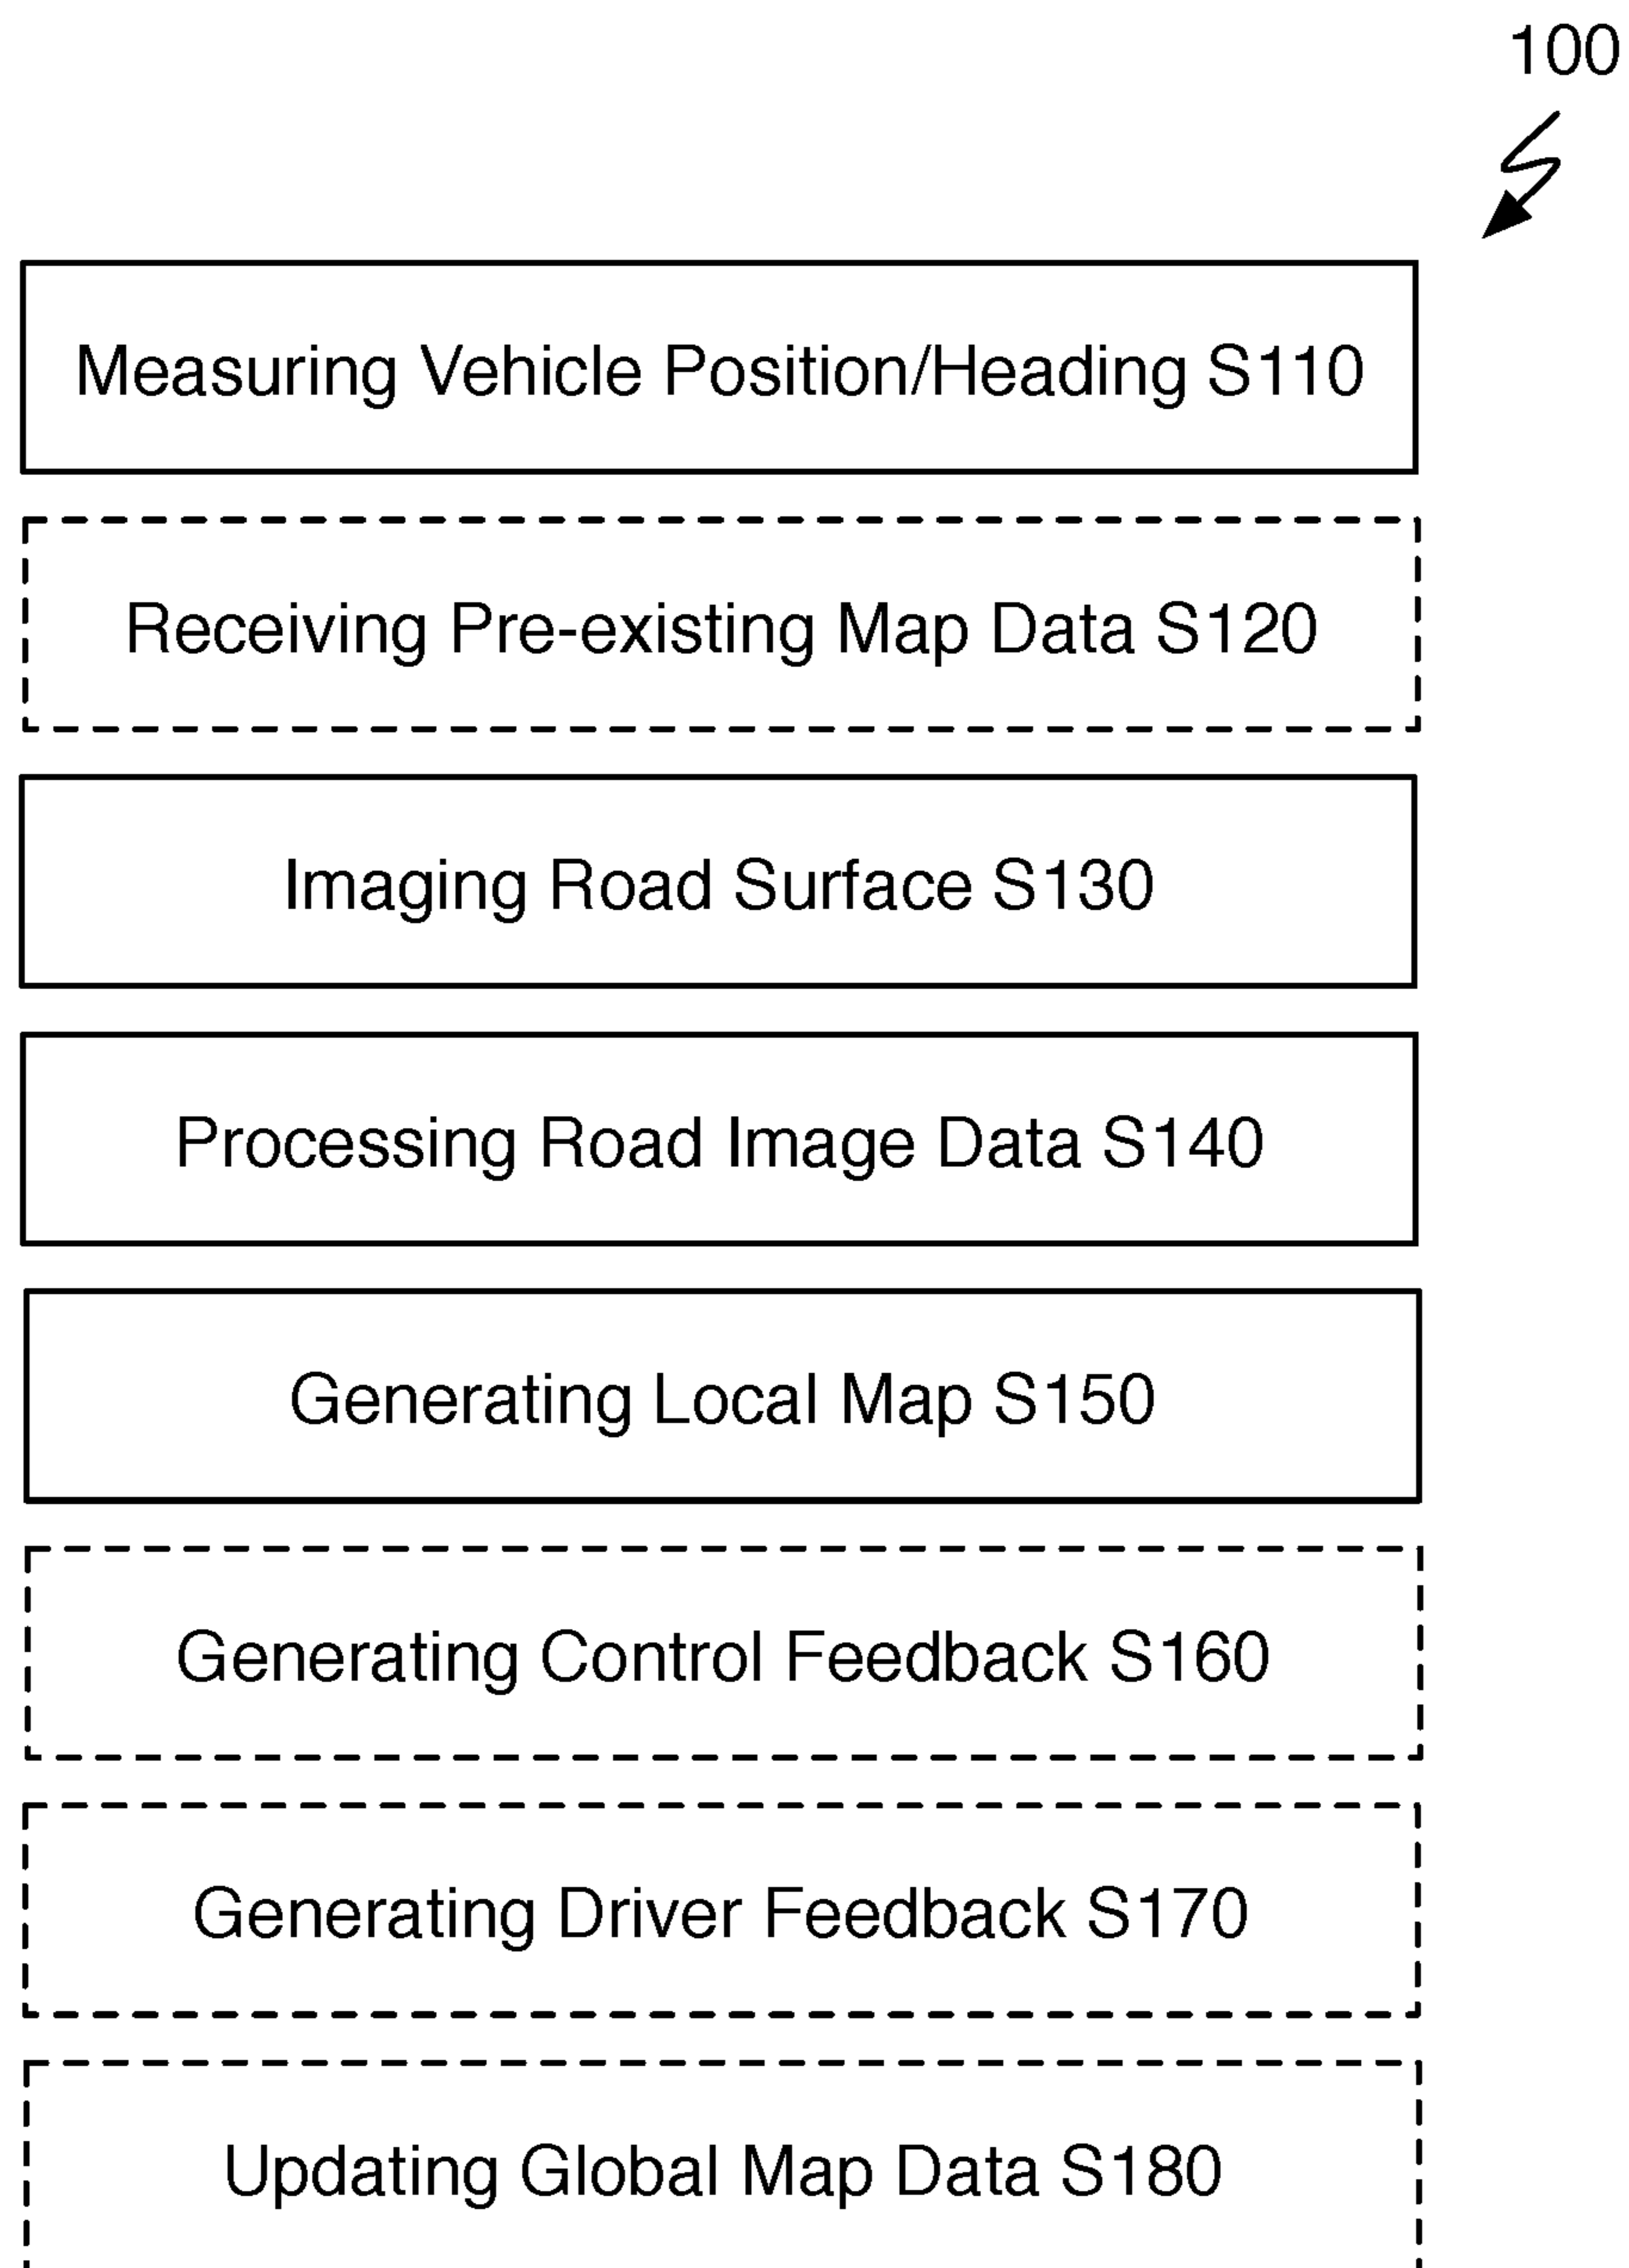 100
Measuring Vehicle Position/Heading S110
Receiving Pre-existing Map Data S120
Imaging Road Surface S130
Processing Road Image Data S140
Generating Local Map S150
Generating Control Feedback S160
Generating Driver Feedback S170
Updating Global Map Data S180